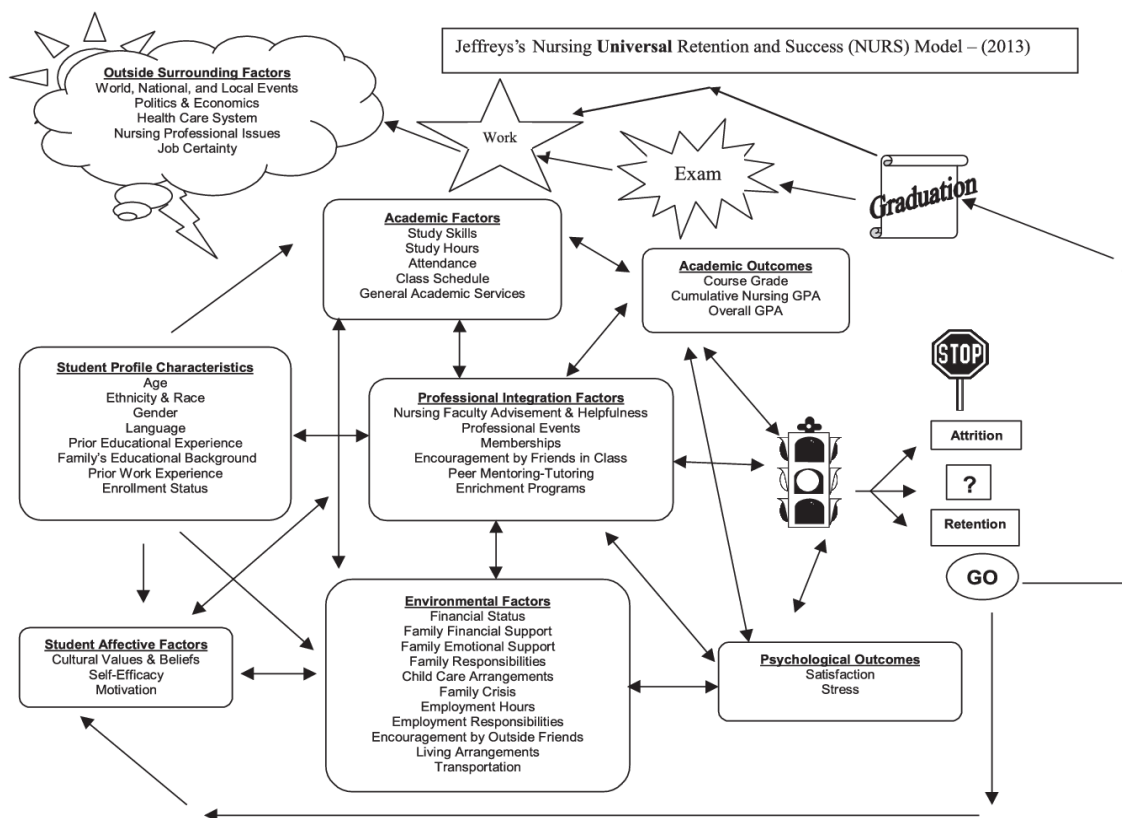 Jeffreys's Nursing Universal Retention and Success (NURS) Model – (2013)
Outside Surrounding Factors
World, National, and Local Events
Politics & Economics
Health Care System
Nursing Professional Issues
Job Certainty
Work
Exam
Graduation
Academic Factors
Study Skills
Study Hours
Attendance
Class Schedule
General Academic Services
Academic Outcomes
Course Grade
Cumulative Nursing GPA
Overall GPA
Student Profile Characteristics
Age
Ethnicity & Race
Gender
Language
Prior Educational Experience
Family's Educational Background
Prior Work Experience
Enrollment Status
Professional Integration Factors
Nursing Faculty Advisement & Helpfulness
Professional Events
Memberships
Encouragement by Friends in Class
Peer Mentoring-Tutoring
Enrichment Programs
STOP
Attrition
?
Retention
GO
Student Affective Factors
Cultural Values & Beliefs
Self-Efficacy
Motivation
Environmental Factors
Financial Status
Family Financial Support
Family Emotional Support
Family Responsibilities
Child Care Arrangements
Family Crisis
Employment Hours
Employment Responsibilities
Encouragement by Outside Friends
Living Arrangements
Transportation
Psychological Outcomes
Satisfaction
Stress